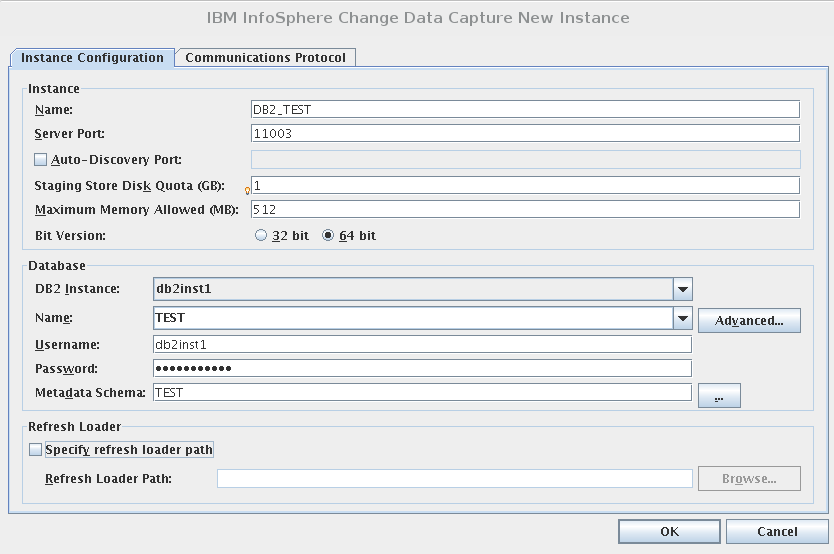 IBM InfoSphere Change Data Capture New Instance
Instance Configuration Communications Protocol
Instance
Name: DB2_TEST
Server Port: 11003
Auto-Discovery Port:
Staging Store Disk Quota (GB): 1
Maximum Memory Allowed (MB): 512
Bit Version: 32 bit 64 bit
Database
DB2 Instance: db2inst1
Name: TEST Advanced...
Username: db2inst1
Password: •••••••••••
Metadata Schema: TEST ...
Refresh Loader
Specify refresh loader path
Refresh Loader Path: Browse...
OK Cancel